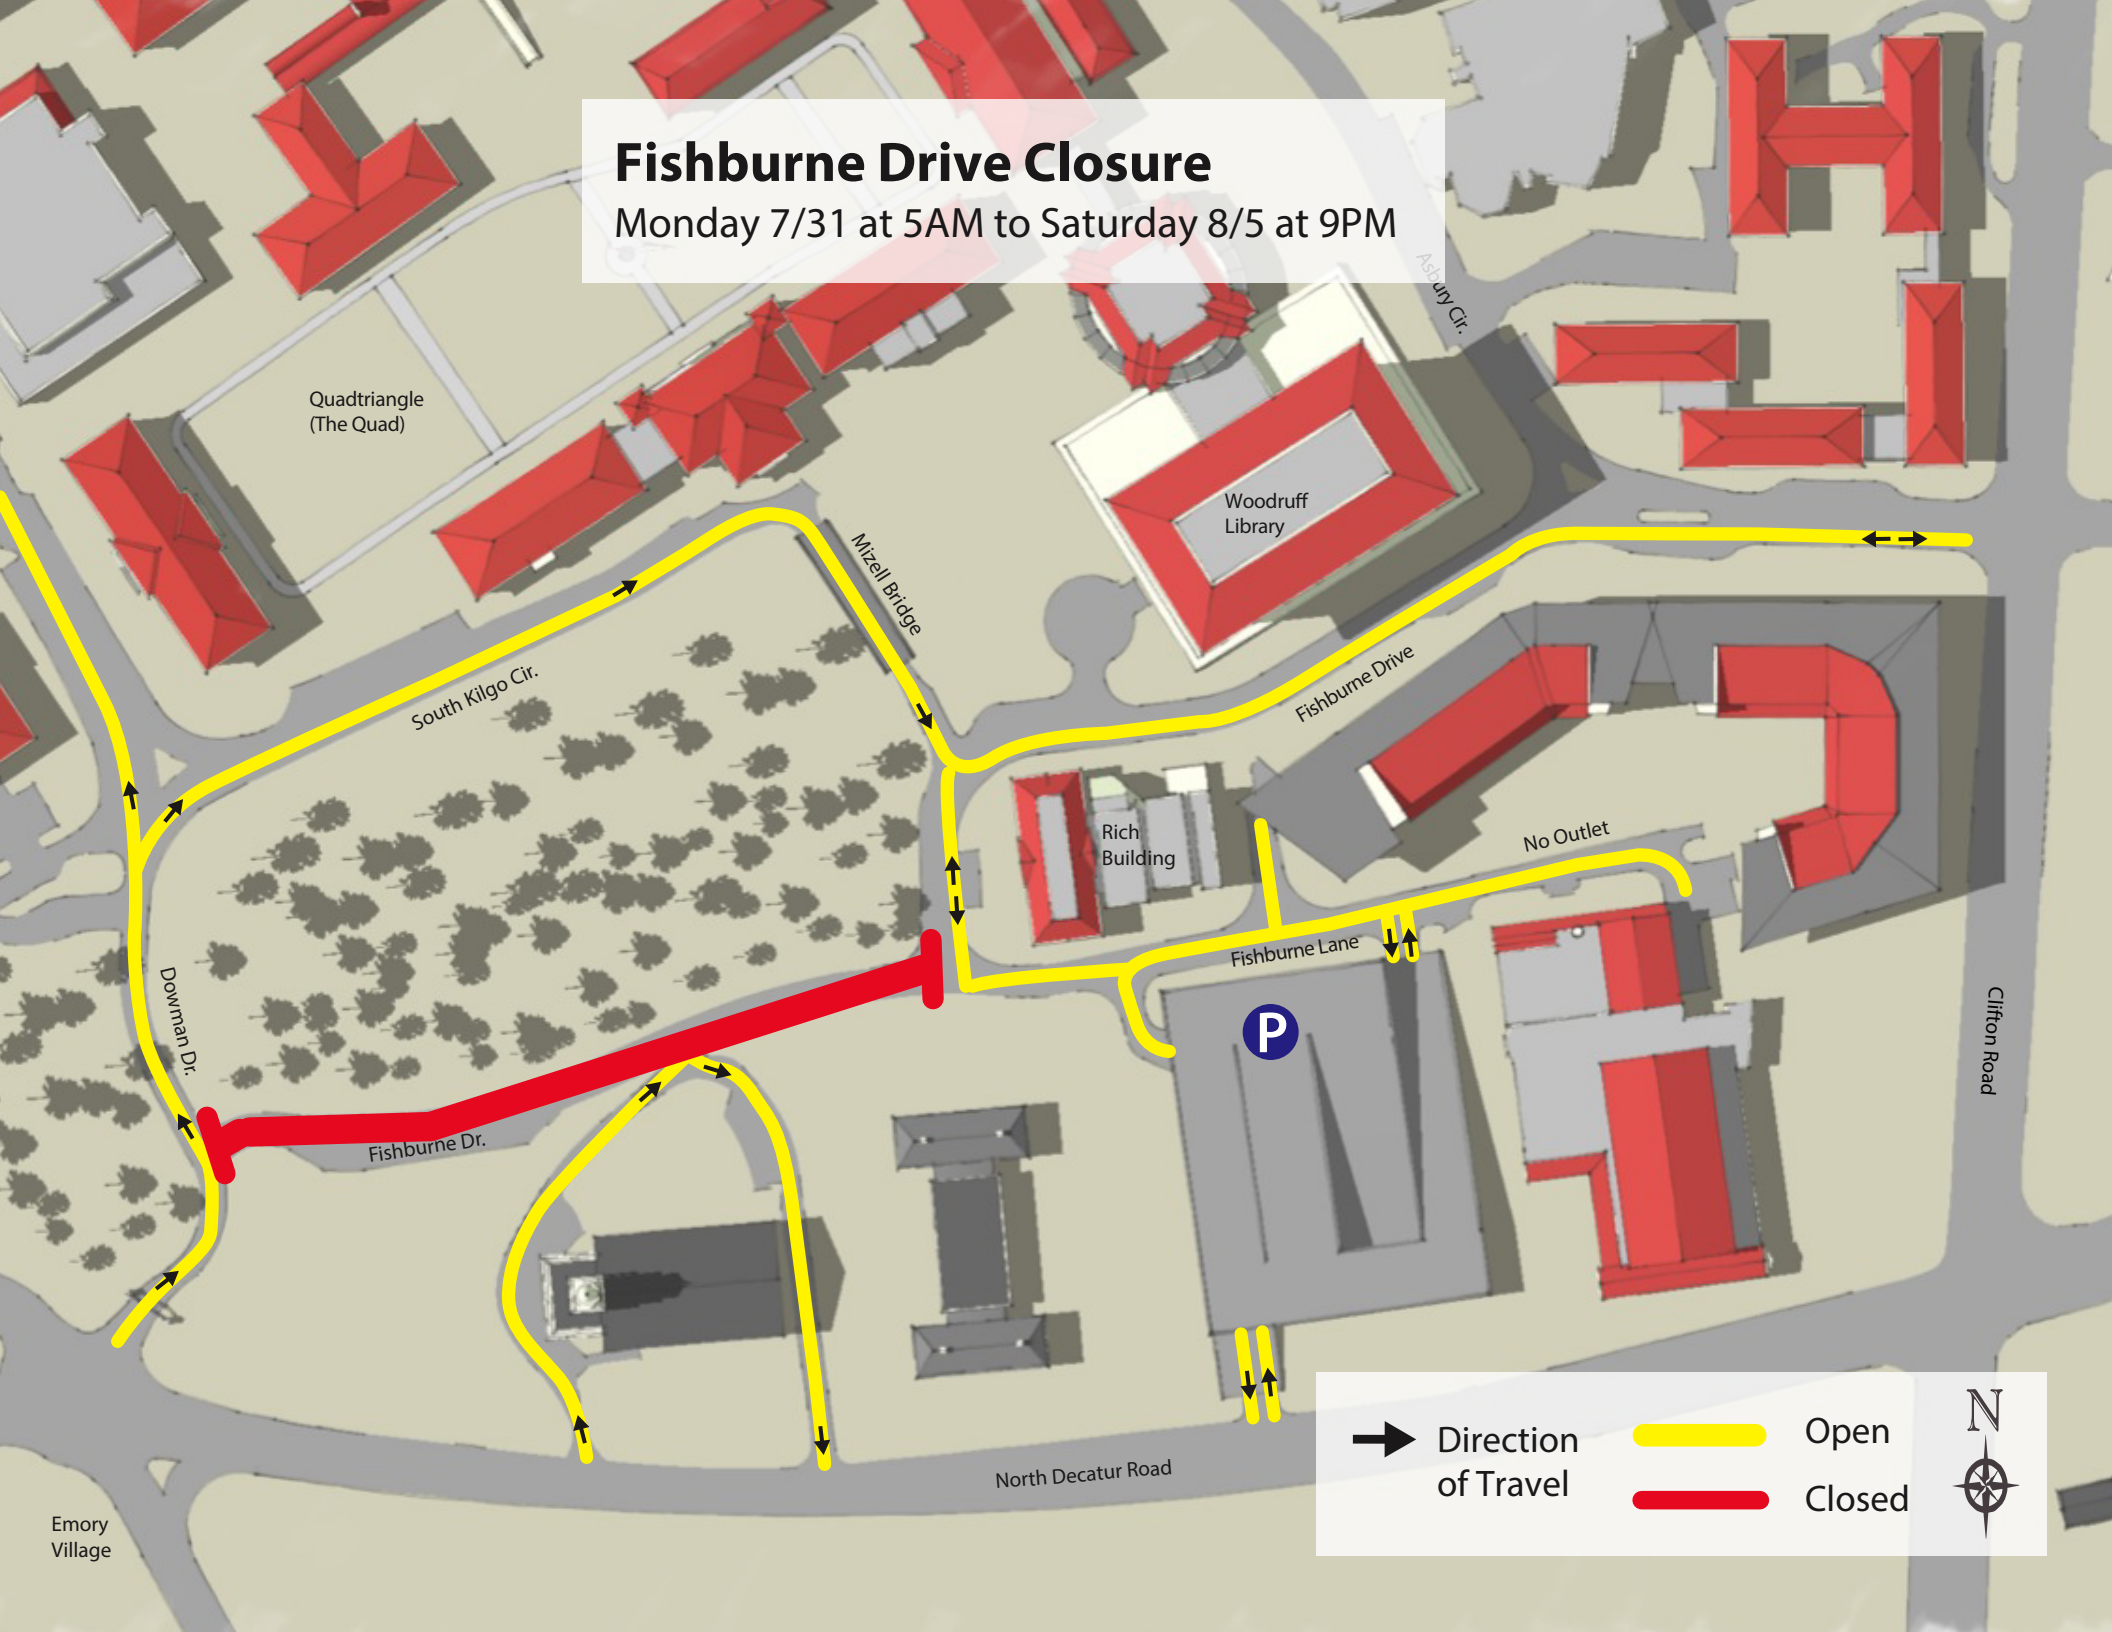 Fishburne Drive Closure
Monday 7/31 at 5AM to Saturday 8/5 at 9PM
Asbury Cir.
Quadtriangle
(The Quad)
Woodruff
Library
Mizell Bridge
South Kilgo Cir.
Fishburne Drive
Rich
Building
No Outlet
Fishburne Lane
Dowman Dr.
P
Clifton Road
Fishburne Dr.
North Decatur Road
Emory
Village
Direction
of Travel
Open
Closed
N